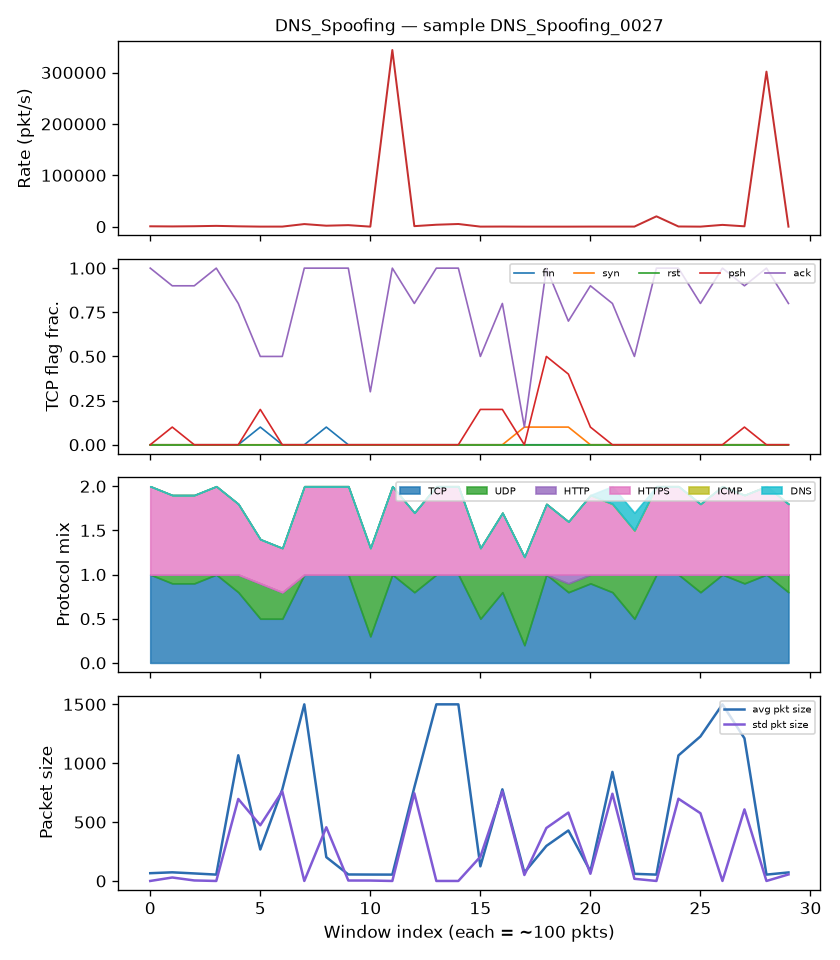 DNS_Spoofing — sample DNS_Spoofing_0027
Rate (pkt/s)
300000
200000
100000
0
TCP flag frac.
1.00
0.75
0.50
0.25
0.00
fin syn rst psh ack
Protocol mix
2.0
1.5
1.0
0.5
0.0
TCP UDP HTTP HTTPS ICMP DNS
Packet size
1500
1000
500
0
avg pkt size
std pkt size
0 5 10 15 20 25 30
Window index (each = ~100 pkts)